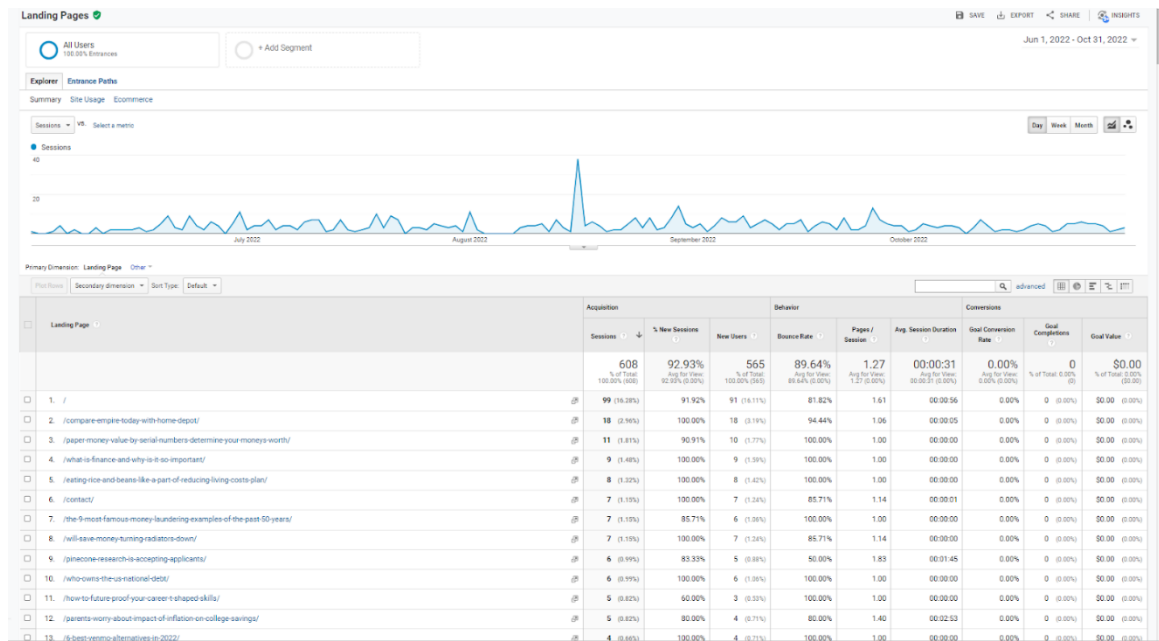 Landing Pages
SAVE EXPORT SHARE INSIGHTS
All Users
100.00% Entrances
+ Add Segment
Jun 1, 2022 - Oct 31, 2022
Explorer Entrance Paths
Summary Site Usage Ecommerce
Sessions VS. Select a metric
Day Week Month
Sessions
40
20
July 2022 August 2022 September 2022 October 2022
Primary Dimension: Landing Page Other
Plot Rows Secondary dimension Sort Type: Default advanced
Landing Page Acquisition Behavior Conversions
Sessions % New Sessions New Users Bounce Rate Pages / Session Avg. Session Duration Goal Conversion Rate Goal Completions Goal Value
608 92.93% 565 89.64% 1.27 00:00:31 0.00% 0 $0.00
% of Total: 100.00% (608) Avg for View: 92.93% (0.00%) % of Total: 100.00% (565) Avg for View: 89.64% (0.00%) Avg for View: 1.27 (0.00%) Avg for View: 00:00:31 (0.00%) Avg for View: 0.00% (0.00%) % of Total: 0.00% (0) % of Total: 0.00% ($0.00)
1. / 99 (16.28%) 91.92% 91 (16.11%) 81.82% 1.61 00:00:56 0.00% 0 (0.00%) $0.00 (0.00%)
2. /compare-empire-today-with-home-depot/ 18 (2.96%) 100.00% 18 (3.19%) 94.44% 1.06 00:00:05 0.00% 0 (0.00%) $0.00 (0.00%)
3. /paper-money-value-by-serial-numbers-determine-your-moneys-worth/ 11 (1.81%) 90.91% 10 (1.77%) 100.00% 1.00 00:00:00 0.00% 0 (0.00%) $0.00 (0.00%)
4. /what-is-finance-and-why-is-it-so-important/ 9 (1.48%) 100.00% 9 (1.59%) 100.00% 1.00 00:00:00 0.00% 0 (0.00%) $0.00 (0.00%)
5. /eating-rice-and-beans-like-a-part-of-reducing-living-costs-plan/ 8 (1.32%) 100.00% 8 (1.42%) 100.00% 1.00 00:00:00 0.00% 0 (0.00%) $0.00 (0.00%)
6. /contact/ 7 (1.15%) 100.00% 7 (1.24%) 85.71% 1.14 00:00:01 0.00% 0 (0.00%) $0.00 (0.00%)
7. /the-9-most-famous-money-laundering-examples-of-the-past-50-years/ 7 (1.15%) 85.71% 6 (1.06%) 100.00% 1.00 00:00:00 0.00% 0 (0.00%) $0.00 (0.00%)
8. /will-save-money-turning-radiators-down/ 7 (1.15%) 100.00% 7 (1.24%) 85.71% 1.14 00:00:00 0.00% 0 (0.00%) $0.00 (0.00%)
9. /pinecone-research-is-accepting-applicants/ 6 (0.99%) 83.33% 5 (0.88%) 50.00% 1.83 00:01:45 0.00% 0 (0.00%) $0.00 (0.00%)
10. /who-owns-the-us-national-debt/ 6 (0.99%) 100.00% 6 (1.06%) 100.00% 1.00 00:00:00 0.00% 0 (0.00%) $0.00 (0.00%)
11. /how-to-future-proof-your-career-t-shaped-skills/ 5 (0.82%) 60.00% 3 (0.53%) 100.00% 1.00 00:00:00 0.00% 0 (0.00%) $0.00 (0.00%)
12. /parents-worry-about-impact-of-inflation-on-college-savings/ 5 (0.82%) 80.00% 4 (0.71%) 80.00% 1.40 00:02:53 0.00% 0 (0.00%) $0.00 (0.00%)
13. /6-best-venmo-alternatives-in-2022/ 4 (0.66%) 100.00% 4 (0.71%) 100.00% 1.00 00:00:00 0.00% 0 (0.00%) $0.00 (0.00%)